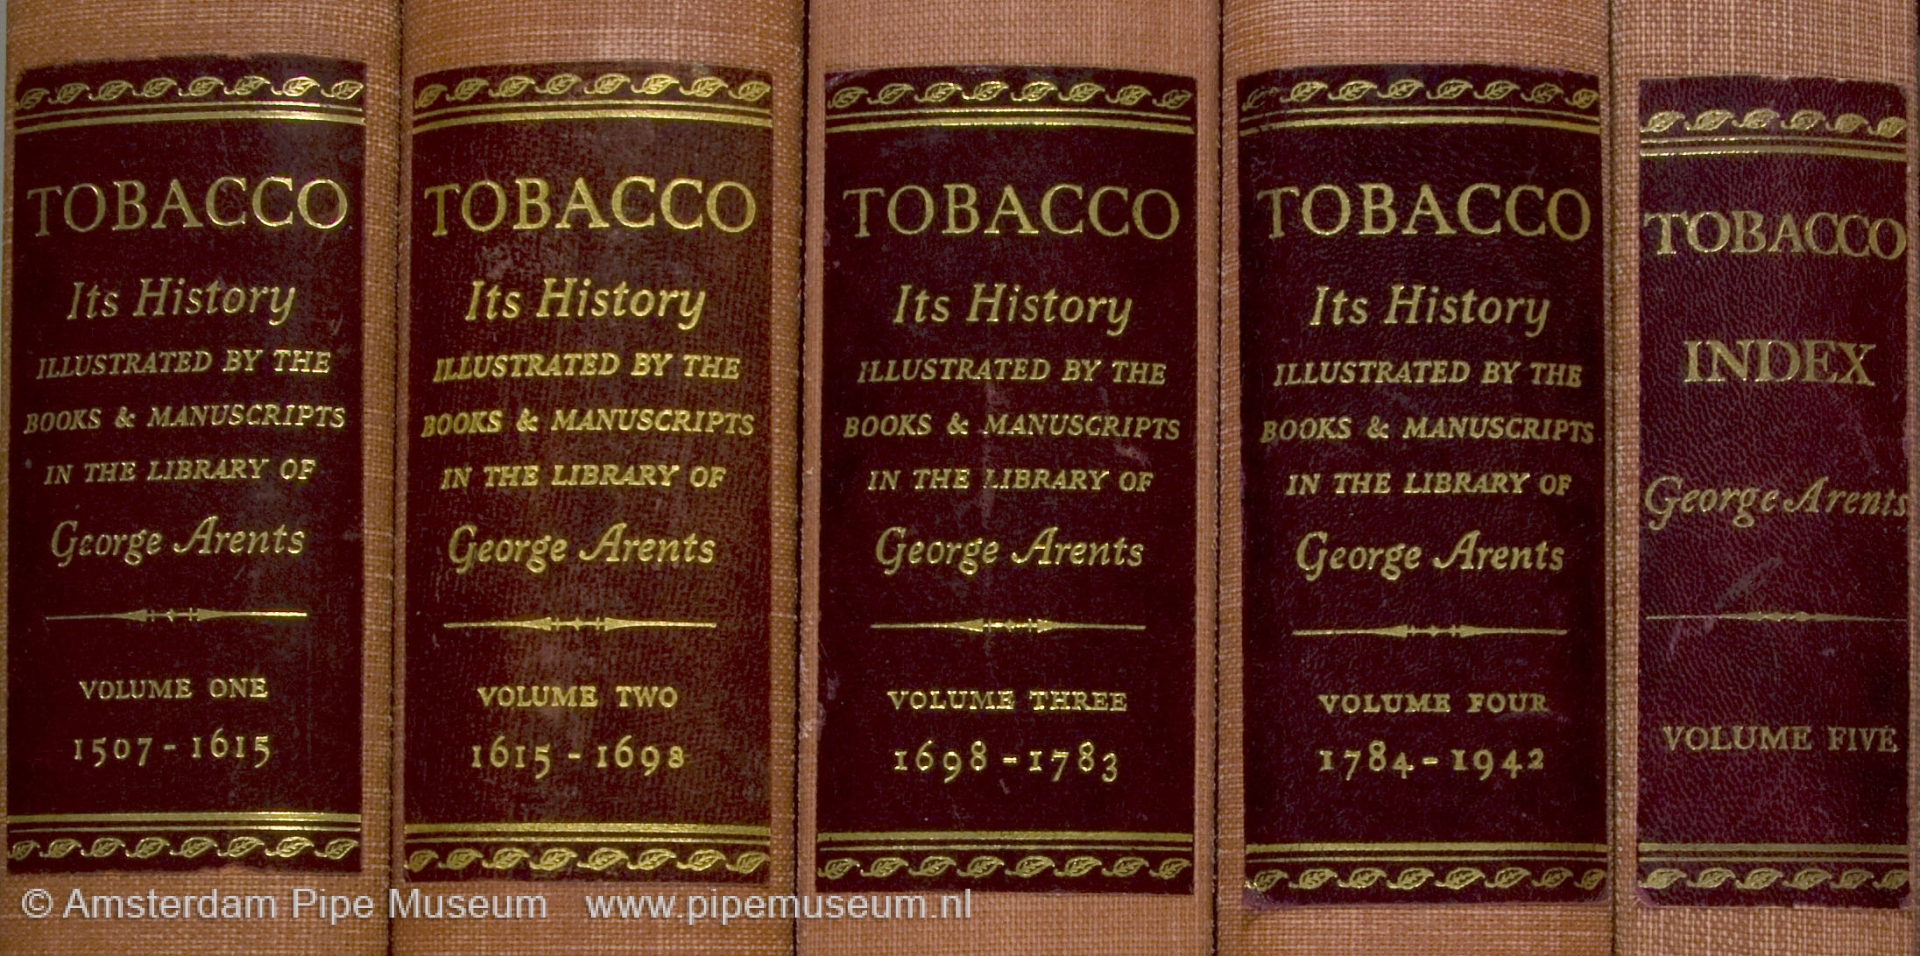 TOBACCO
Its History
ILLUSTRATED BY THE
BOOKS & MANUSCRIPTS
IN THE LIBRARY OF
George Arents
VOLUME ONE
1507 - 1615
TOBACCO
Its History
ILLUSTRATED BY THE
BOOKS & MANUSCRIPTS
IN THE LIBRARY OF
George Arents
VOLUME TWO
1615 - 1698
TOBACCO
Its History
ILLUSTRATED BY THE
BOOKS & MANUSCRIPTS
IN THE LIBRARY OF
George Arents
VOLUME THREE
1698 - 1783
TOBACCO
Its History
ILLUSTRATED BY THE
BOOKS & MANUSCRIPTS
IN THE LIBRARY OF
George Arents
VOLUME FOUR
1784 - 1942
TOBACCO
INDEX
George Arents
VOLUME FIVE
© Amsterdam Pipe Museum www.pipemuseum.nl